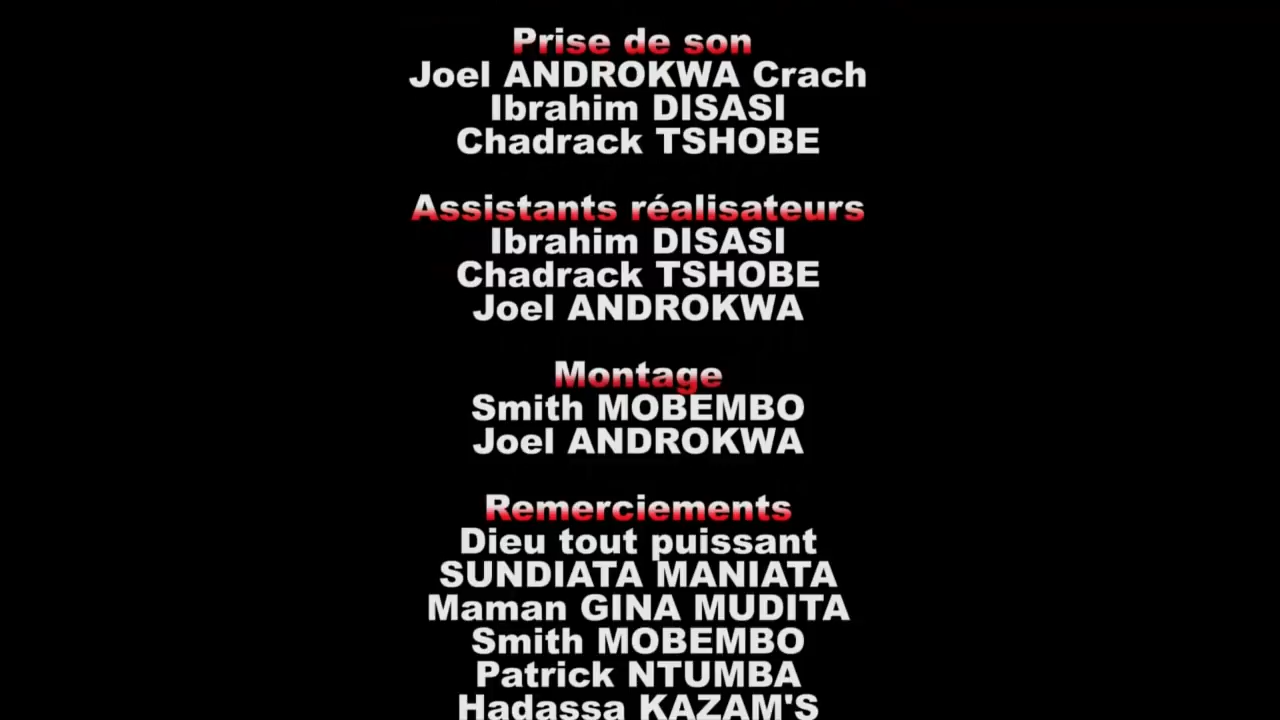 Prise de son
Joel ANDROKWA Crach
Ibrahim DISASI
Chadrack TSHOBE
Assistants réalisateurs
Ibrahim DISASI
Chadrack TSHOBE
Joel ANDROKWA
Montage
Smith MOBEMBO
Joel ANDROKWA
Remerciements
Dieu tout puissant
SUNDIATA MANIATA
Maman GINA MUDITA
Smith MOBEMBO
Patrick NTUMBA
Hadassa KAZAM'S